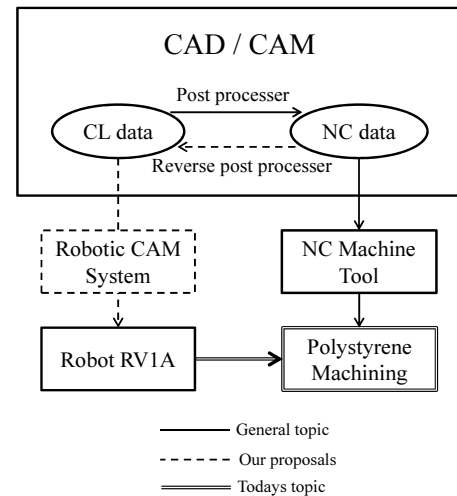 CAD / CAM
Post processer
CL data
NC data
Reverse post processer
Robotic CAM
System
NC Machine
Tool
Robot RV1A
Polystyrene
Machining
General topic
Our proposals
Todays topic